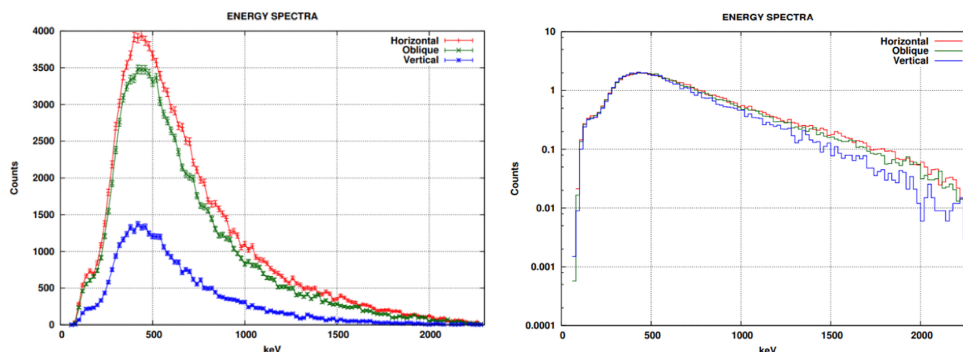 ENERGY SPECTRA
4000
3500
3000
2500
2000
1500
1000
500
0
Counts
0 500 1000 1500 2000
keV
Horizontal
Oblique
Vertical
ENERGY SPECTRA
10
1
0.1
0.01
0.001
0.0001
Counts
0 500 1000 1500 2000
keV
Horizontal
Oblique
Vertical